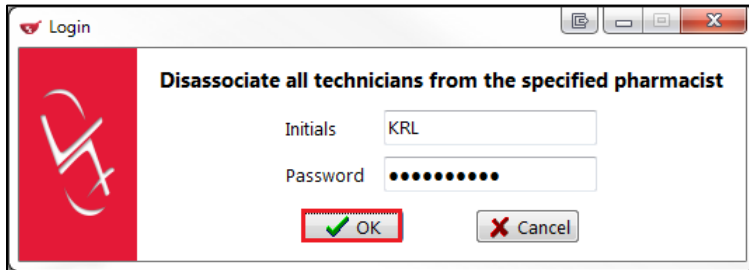 Login
Disassociate all technicians from the specified pharmacist
Initials KRL
Password ●●●●●●●●●●
OK Cancel